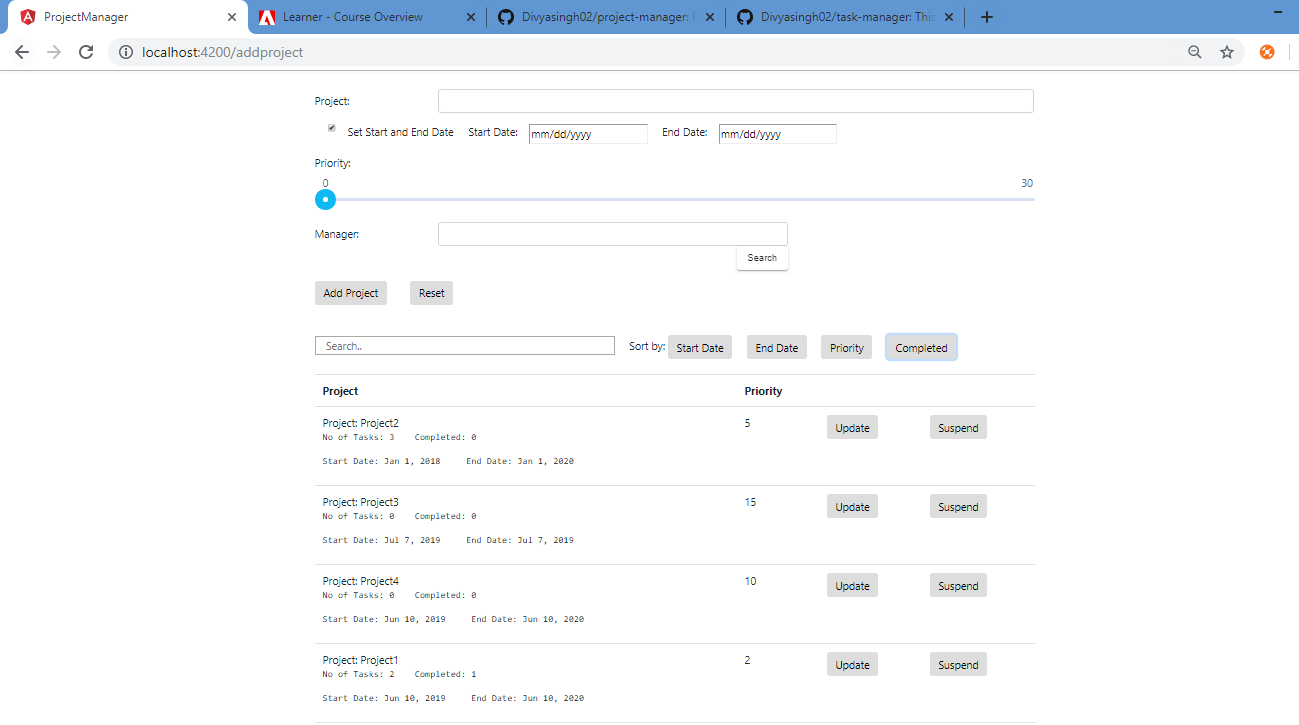 ProjectManager
Learner - Course Overview
Divyasingh02/project-manager:
Divyasingh02/task-manager: This
localhost:4200/addproject
Project:
Set Start and End Date Start Date: mm/dd/yyyy End Date: mm/dd/yyyy
Priority:
0 30
Manager:
Search
Add Project Reset
Search.. Sort by: Start Date End Date Priority Completed
Project Priority
Project: Project2 5 Update Suspend
No of Tasks: 3 Completed: 0
Start Date: Jan 1, 2018 End Date: Jan 1, 2020
Project: Project3 15 Update Suspend
No of Tasks: 0 Completed: 0
Start Date: Jul 7, 2019 End Date: Jul 7, 2019
Project: Project4 10 Update Suspend
No of Tasks: 0 Completed: 0
Start Date: Jun 10, 2019 End Date: Jun 10, 2020
Project: Project1 2 Update Suspend
No of Tasks: 2 Completed: 1
Start Date: Jun 10, 2019 End Date: Jun 10, 2020